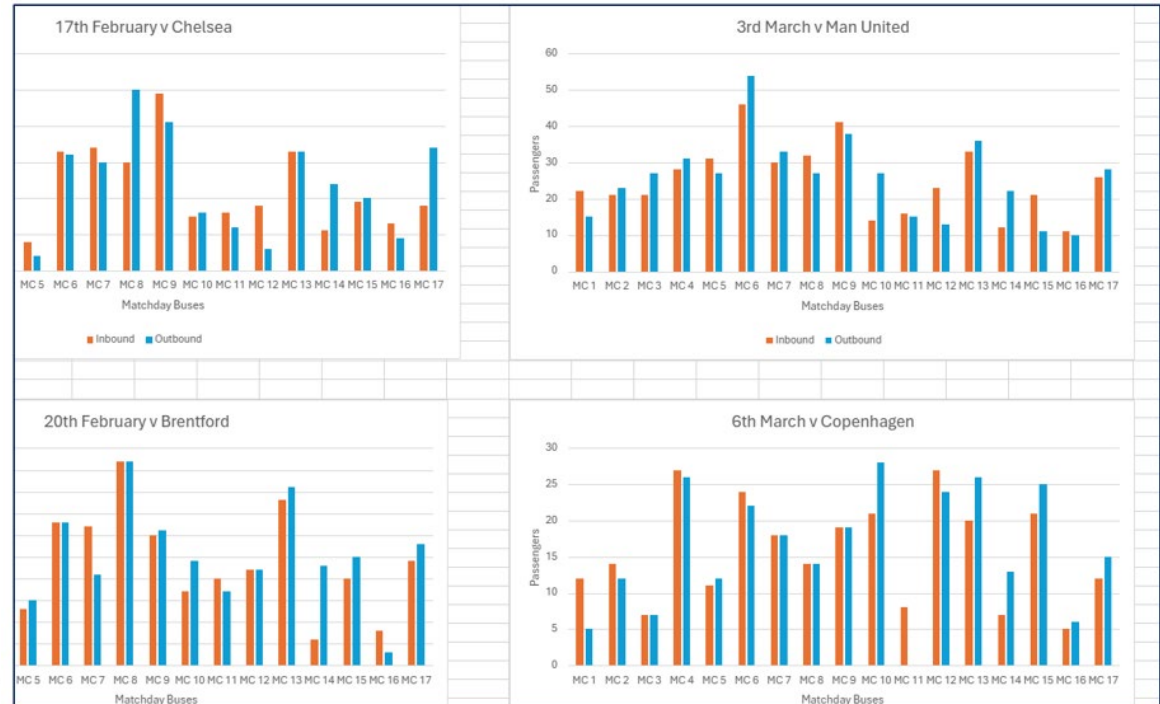 17th February v Chelsea
MC 5 MC 6 MC 7 MC 8 MC 9 MC 10 MC 11 MC 12 MC 13 MC 14 MC 15 MC 16 MC 17
Matchday Buses
Inbound Outbound
3rd March v Man United
60
50
40
30
20
10
0
Passengers
MC 1 MC 2 MC 3 MC 4 MC 5 MC 6 MC 7 MC 8 MC 9 MC 10 MC 11 MC 12 MC 13 MC 14 MC 15 MC 16 MC 17
Matchday Buses
Inbound Outbound
20th February v Brentford
MC 5 MC 6 MC 7 MC 8 MC 9 MC 10 MC 11 MC 12 MC 13 MC 14 MC 15 MC 16 MC 17
Matchday Buses
6th March v Copenhagen
30
25
20
15
10
5
0
Passengers
MC 1 MC 2 MC 3 MC 4 MC 5 MC 6 MC 7 MC 8 MC 9 MC 10 MC 11 MC 12 MC 13 MC 14 MC 15 MC 16 MC 17
Matchday Buses